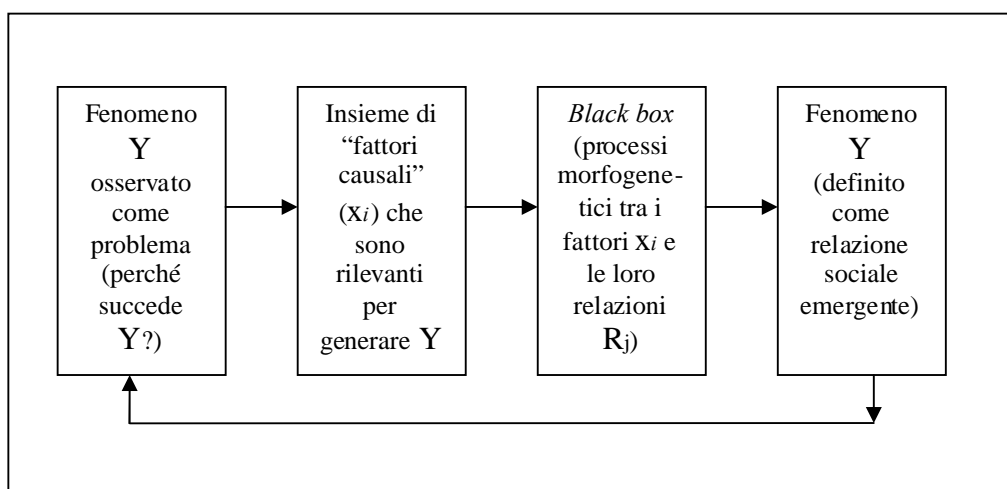 Fenomeno
Y
osservato
come
problema
(perché
succede
Y?)
Insieme di
“fattori
causali”
(xi) che
sono
rilevanti
per
generare Y
Black box
(processi
morfogene-
tici tra i
fattori xi e
le loro
relazioni
Rj)
Fenomeno
Y
(definito
come
relazione
sociale
emergente)